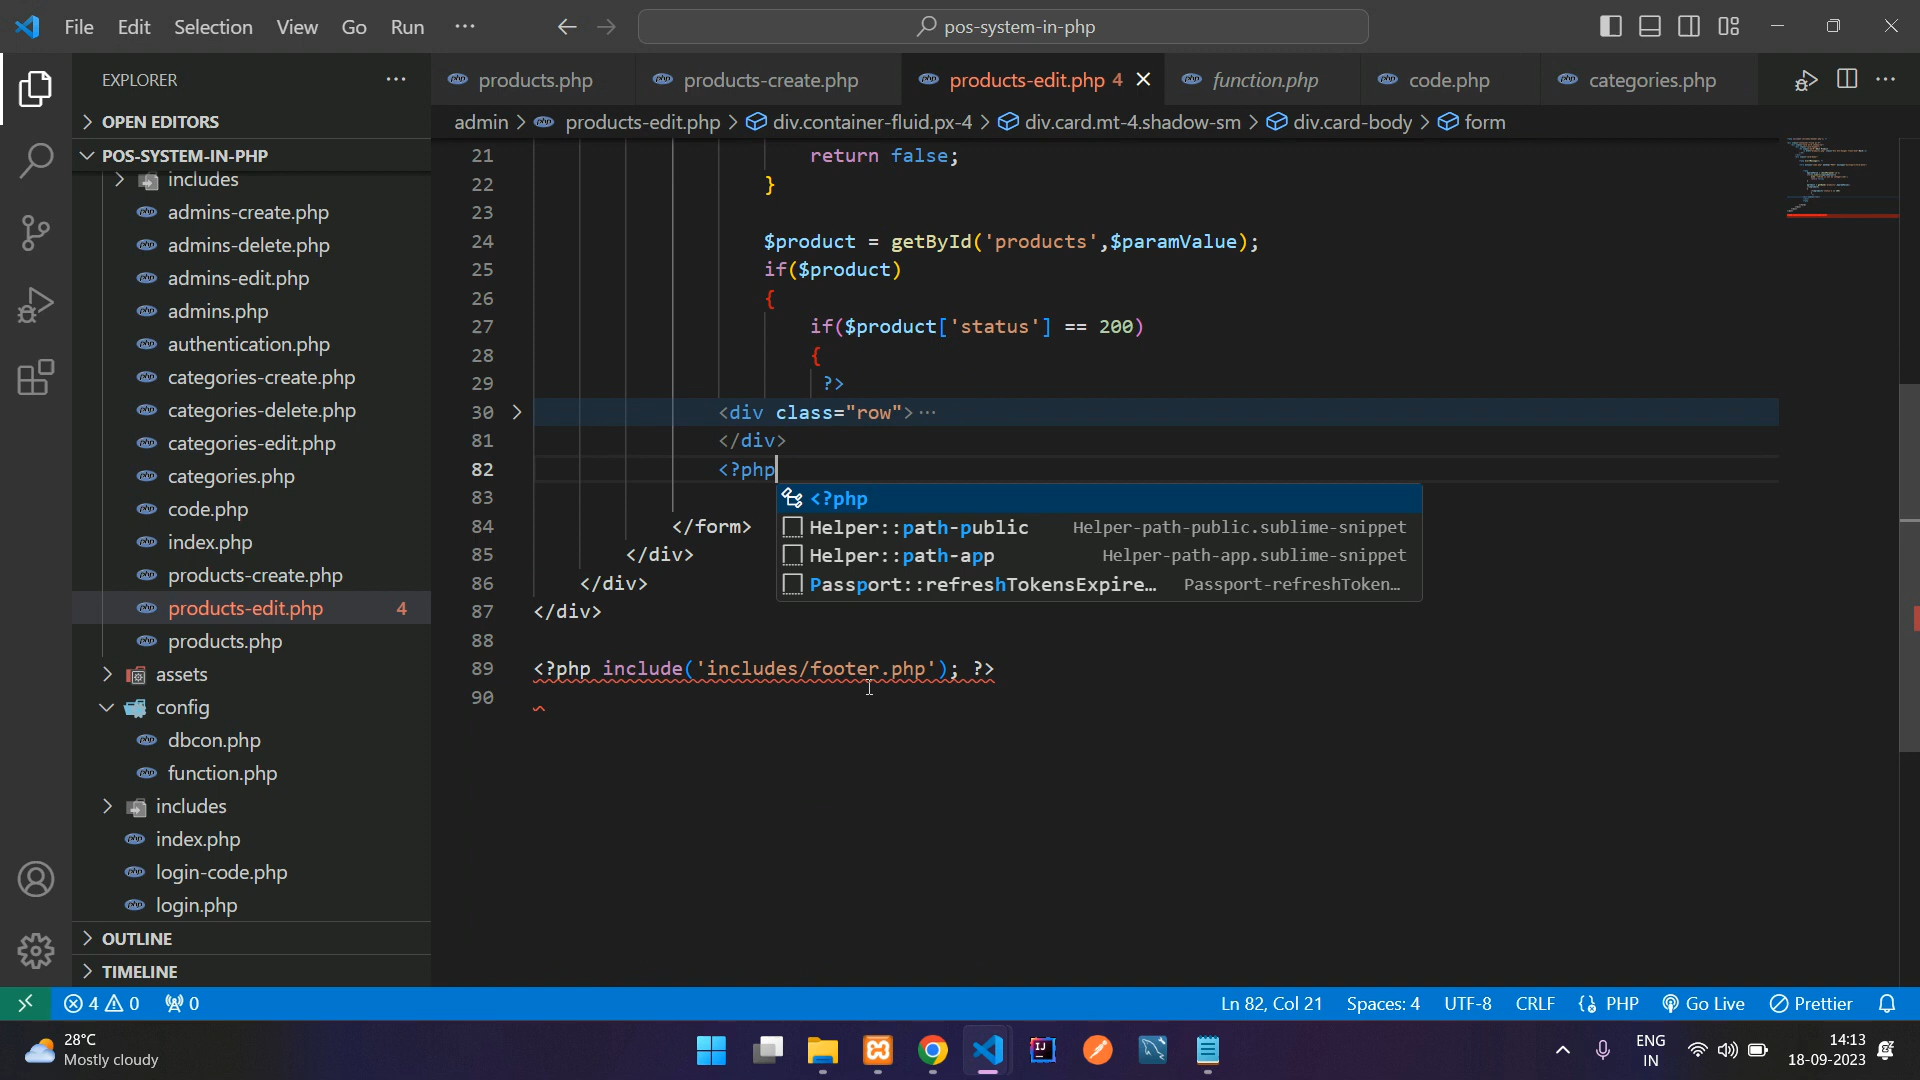 File Edit Selection View Go Run ···
pos-system-in-php
EXPLORER ···
OPEN EDITORS
POS-SYSTEM-IN-PHP
includes
admins-create.php
admins-delete.php
admins-edit.php
admins.php
authentication.php
categories-create.php
categories-delete.php
categories-edit.php
categories.php
code.php
index.php
products-create.php
products-edit.php 4
products.php
assets
config
dbcon.php
function.php
includes
index.php
login-code.php
login.php
OUTLINE
TIMELINE
products.php products-create.php products-edit.php 4 function.php code.php categories.php ···
admin > products-edit.php > div.container-fluid.px-4 > div.card.mt-4.shadow-sm > div.card-body > form
21 return false;
22 }
23
24 $product = getById('products',$paramValue);
25 if($product)
26 {
27 if($product['status'] == 200)
28 {
29 ?>
30 <div class="row">···
81 </div>
82 <?php
83
84 </form>
85 </div>
86 </div>
87 </div>
88
89 <?php include('includes/footer.php'); ?>
90
<?php
Helper::path-public Helper-path-public.sublime-snippet
Helper::path-app Helper-path-app.sublime-snippet
Passport::refreshTokensExpire… Passport-refreshToken…
4 0 0 Ln 82, Col 21 Spaces: 4 UTF-8 CRLF PHP Go Live Prettier
28°C
Mostly cloudy
ENG
IN
14:13
18-09-2023